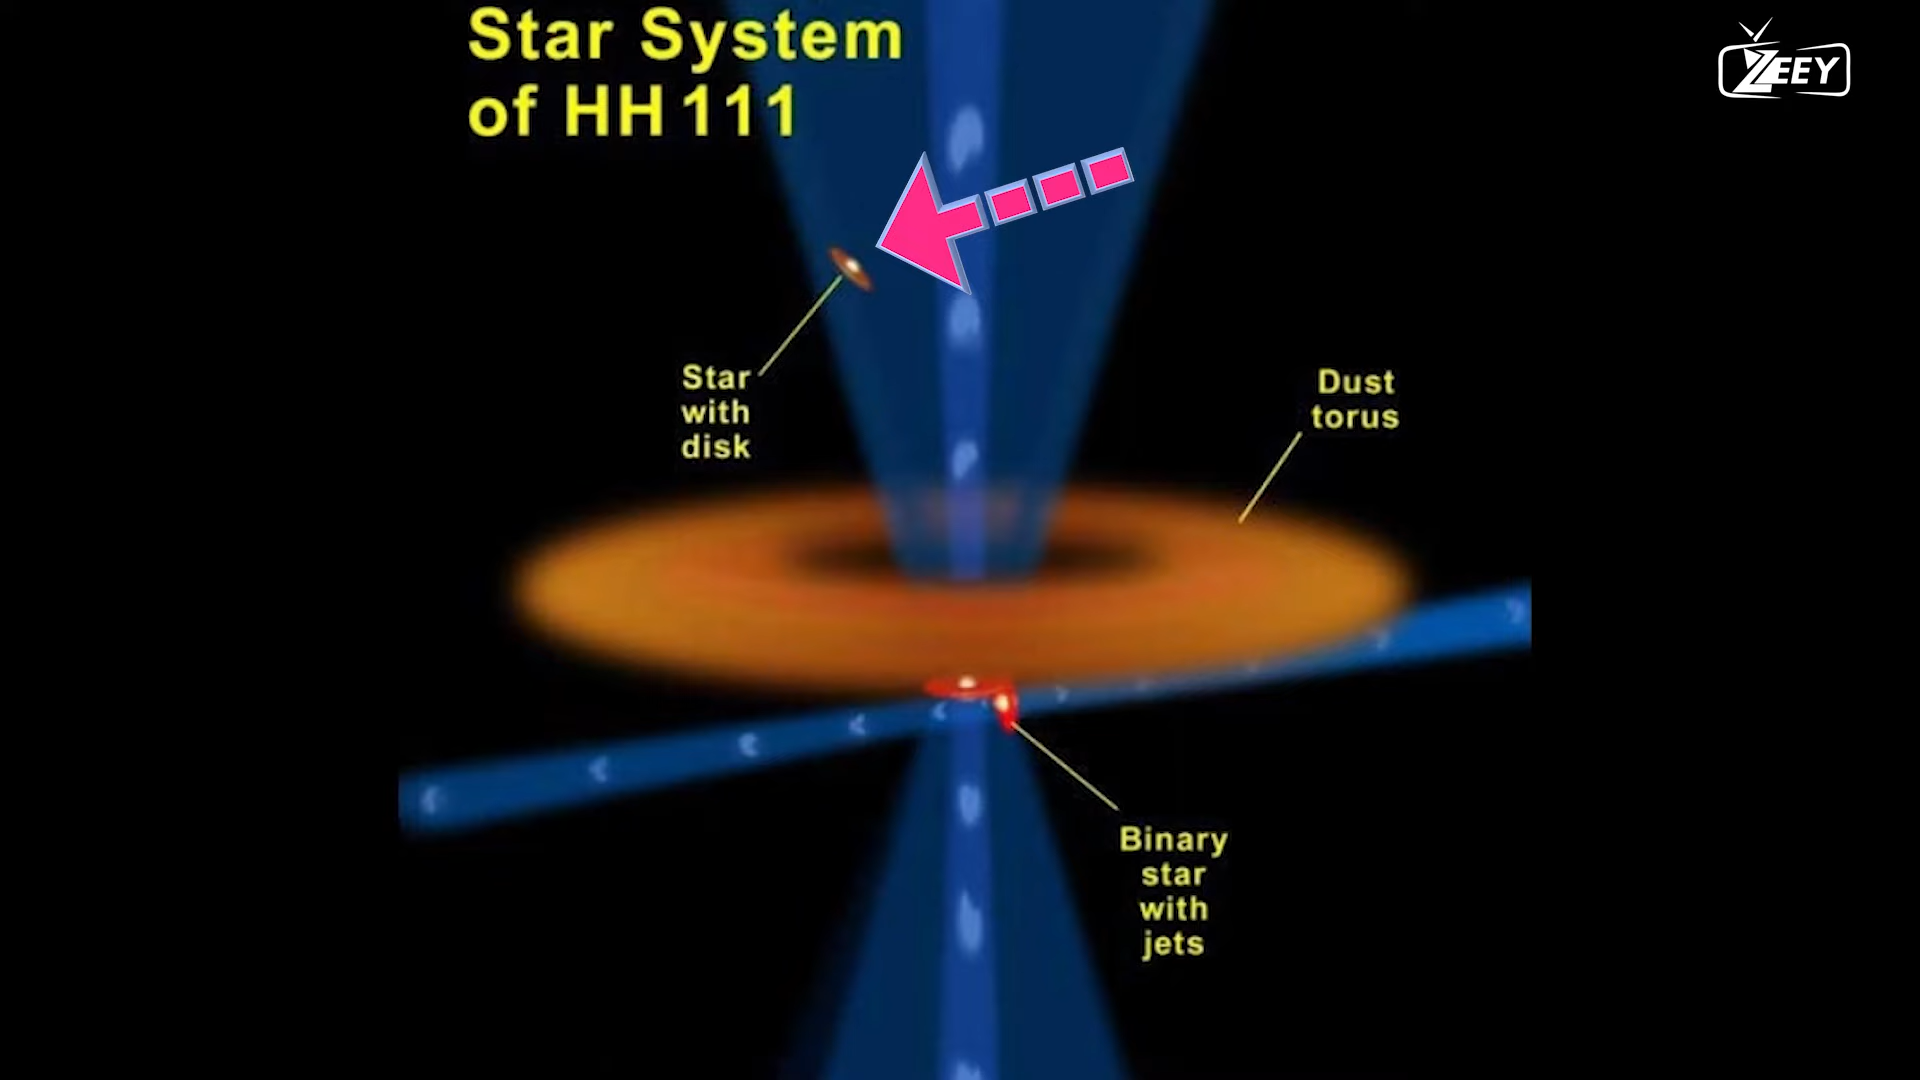 Star System
of HH 111
ZEEY
Star
with
disk
Dust
torus
Binary
star
with
jets